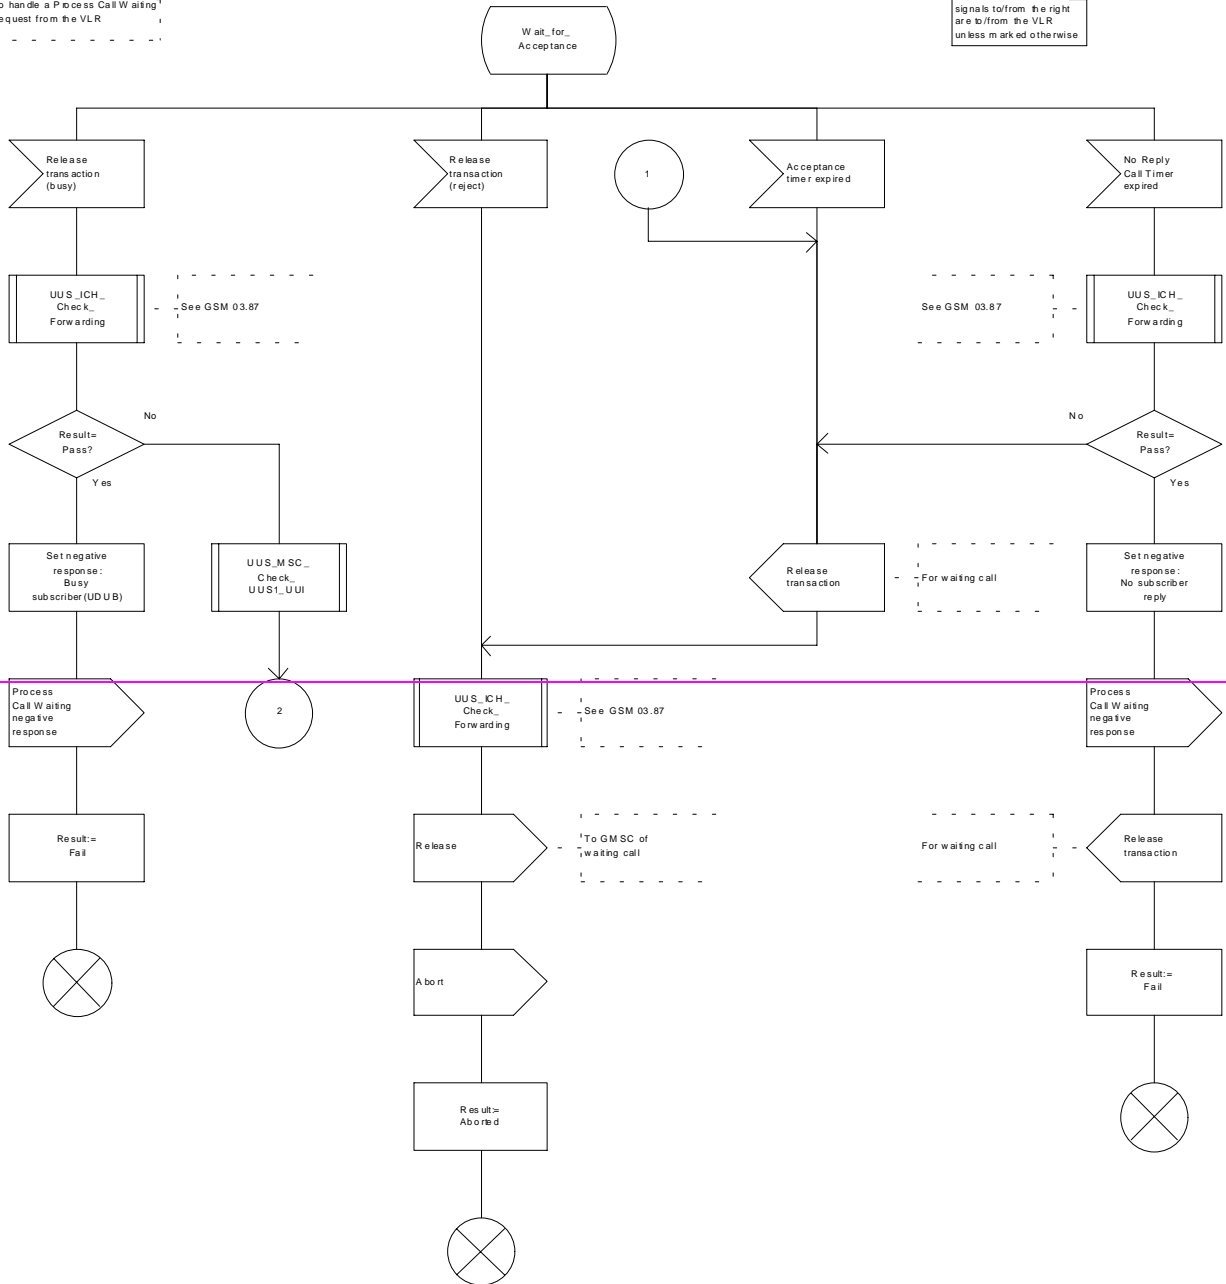 o handle a Process Call Waiting
equest from the VLR
signals to/from the right
are to/from the VLR
unless marked otherwise
Wait_for_
Acceptance
Release
transaction
(busy)
Release
transaction
(reject)
1
Acceptance
timer expired
No Reply
Call Timer
expired
UUS_ICH_
Check_
Forwarding
See GSM 03.87
See GSM 03.87
UUS_ICH_
Check_
Forwarding
No
Result=
Pass?
Yes
No
Result=
Pass?
Yes
Set negative
response:
Busy
subscriber(UDUB)
UUS_MSC_
Check_
UUS1_UUI
Release
transaction
For waiting call
Set negative
response:
No subscriber
reply
Process
Call Waiting
negative
response
2
UUS_ICH_
Check_
Forwarding
See GSM 03.87
Process
Call Waiting
negative
response
Result:=
Fail
Release
To GMSC of
waiting call
For waiting call
Release
transaction
Abort
Result:=
Fail
Result:=
Aborted